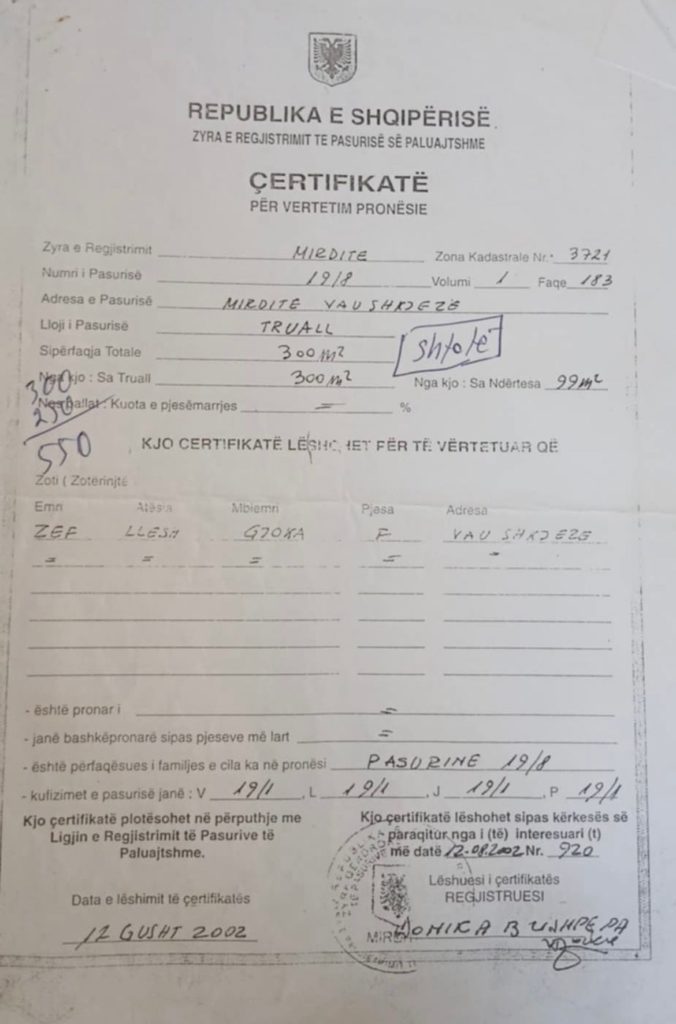 REPUBLIKA E SHQIPËRISË.
ZYRA E REGJISTRIMIT TE PASURISË SË PALUAJTSHME
ÇERTIFIKATË
PËR VERTETIM PRONËSIE
Zyra e Regjistrimit MIRDITE Zona Kadastrale Nr. 3721
Numri i Pasurisë 19/8 Volumi 1 Faqe 183
Adresa e Pasurisë MIRDITE VAU SHKJEZE
Lloji i Pasurisë TRUALL
Sipërfaqja Totale 300 m² shtotë
Nga kjo : Sa Truall 300 m² Nga kjo : Sa Ndërtesa 99 m²
300
250
Kuota e pjesëmarrjes = %
550
KJO CERTIFIKATË LËSHOHET PËR TË VËRTETUAR QË
Zoti ( Zotërinjtë
Emri Atësia Mbiemri Pjesa Adresa
ZEF LLESH GJOKA F VAU SHKJEZE
= = = = =
- është pronar i =
- janë bashkëpronarë sipas pjeseve më lart =
- është përfaqësues i familjes e cila ka në pronësi PASURINE 19/8
- kufizimet e pasurisë janë : V 19/1, L 19/1, J 19/1, P 19/1
Kjo çertifikatë plotësohet në përputhje me
Ligjin e Regjistrimit të Pasurive të
Paluajtshme.
Kjo çertifikatë lëshohet sipas kërkesës së
paraqitur nga i (të) interesuari (t)
më datë 12.08.2002 Nr. 920
Data e lëshimit të çertifikatës
12 GUSHT 2002
Lëshuesi i çertifikatës
REGJISTRUESI